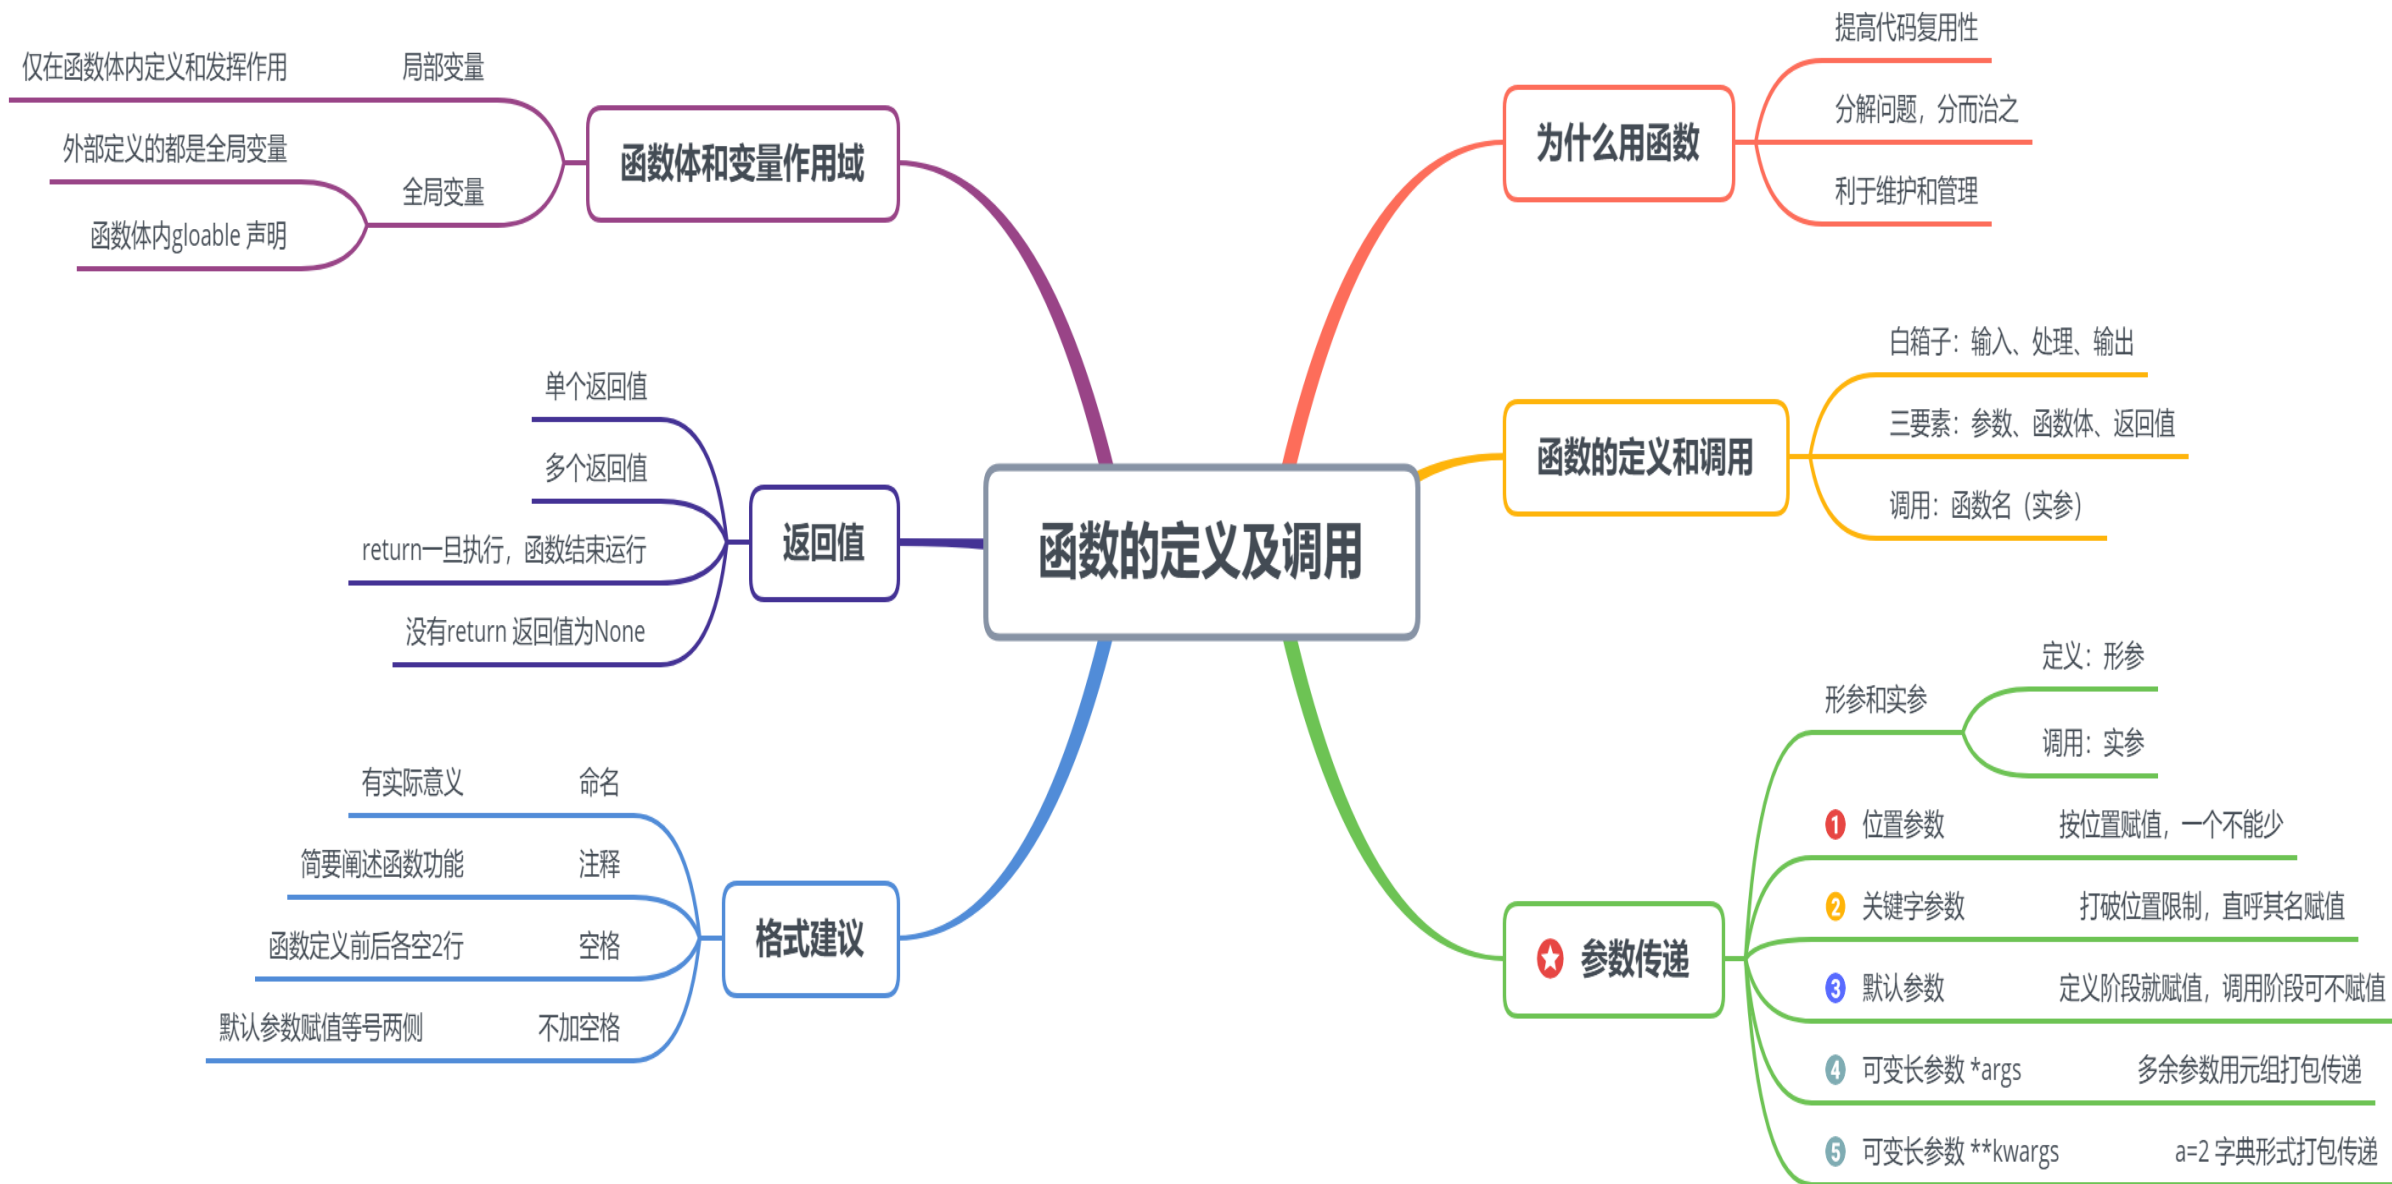 函数的定义及调用
为什么用函数
提高代码复用性
分解问题，分而治之
利于维护和管理
函数的定义和调用
白箱子：输入、处理、输出
三要素：参数、函数体、返回值
调用：函数名（实参）
参数传递
形参和实参
定义：形参
调用：实参
1 位置参数 按位置赋值，一个不能少
2 关键字参数 打破位置限制，直呼其名赋值
3 默认参数 定义阶段就赋值，调用阶段可不赋值
4 可变长参数 *args 多余参数用元组打包传递
5 可变长参数 **kwargs a=2 字典形式打包传递
函数体和变量作用域
局部变量
仅在函数体内定义和发挥作用
全局变量
外部定义的都是全局变量
函数体内gloable 声明
返回值
单个返回值
多个返回值
return一旦执行，函数结束运行
没有return 返回值为None
格式建议
命名
有实际意义
注释
简要阐述函数功能
空格
函数定义前后各空2行
不加空格
默认参数赋值等号两侧